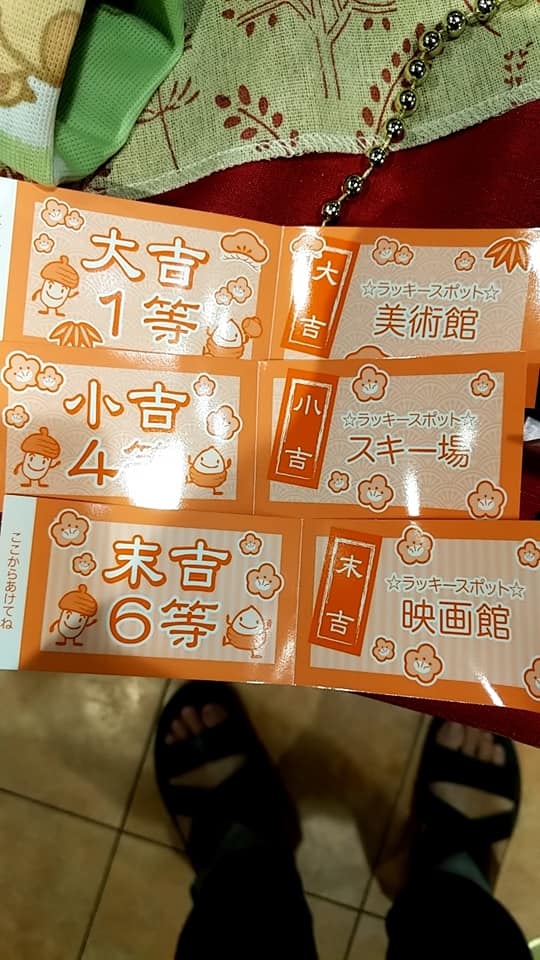 大吉
1等
大吉
☆ラッキースポット☆
美術館
小吉
4等
小吉
☆ラッキースポット☆
スキー場
ここからあけてね
末吉
6等
末吉
☆ラッキースポット☆
映画館